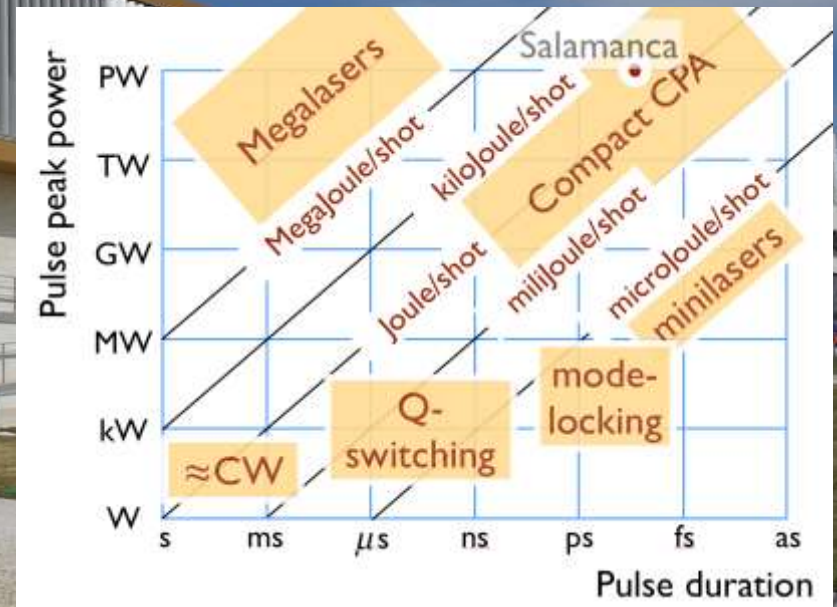 Pulse peak power
PW
TW
GW
MW
kW
W
Salamanca
Megalasers
MegaJoule/shot
kiloJoule/shot
Compact CPA
Joule/shot
miliJoule/shot
microJoule/shot
minilasers
mode-
locking
Q-
switching
≈CW
s
ms
μs
ns
ps
fs
as
Pulse duration